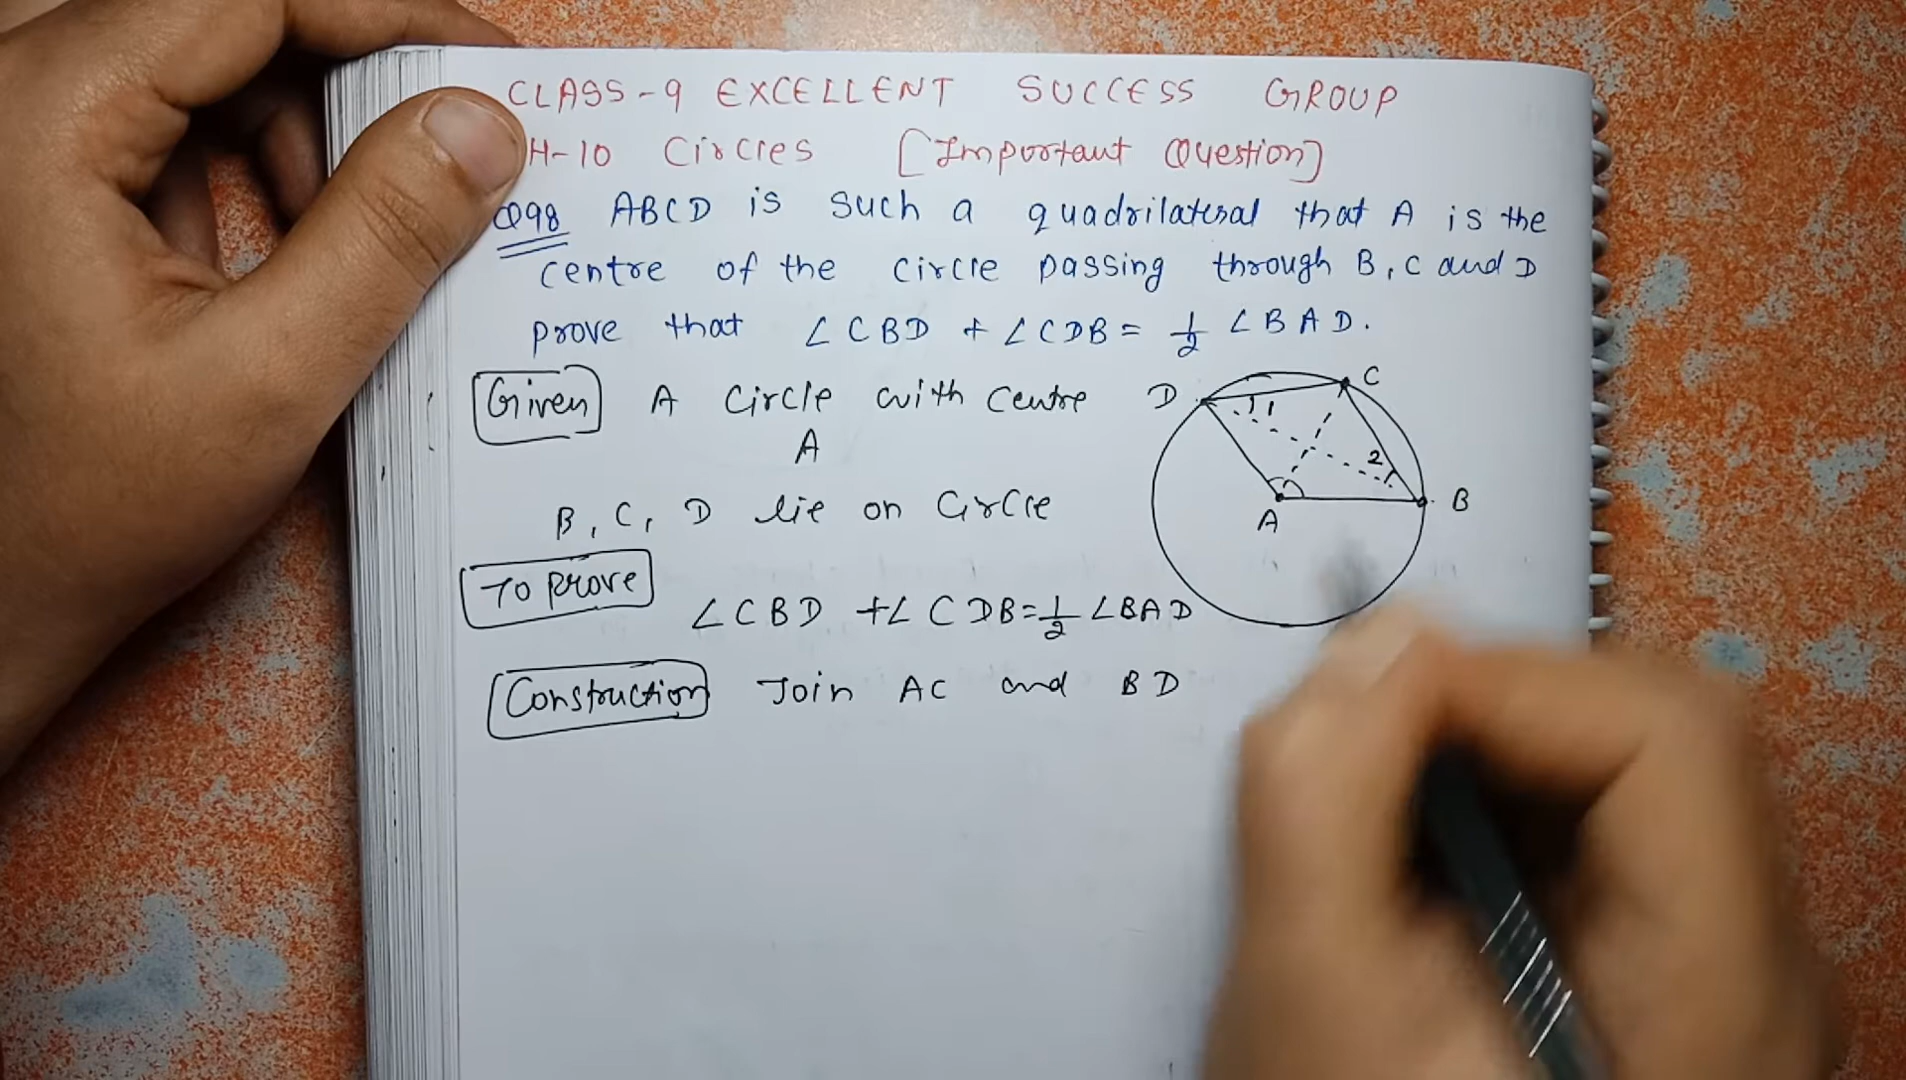 CLASS-9 EXCELLENT SUCCESS GROUP
H-10 Circles [Important Question]
Q98 ABCD is such a quadrilateral that A is the
centre of the circle passing through B, C and D
prove that ∠CBD + ∠CDB = 1/2 ∠BAD.
Given A Circle with Centre
A
B, C, D lie on Circle
To prove
∠CBD + ∠CDB = 1/2 ∠BAD
Construction Join AC and BD
D C
1
2
A B